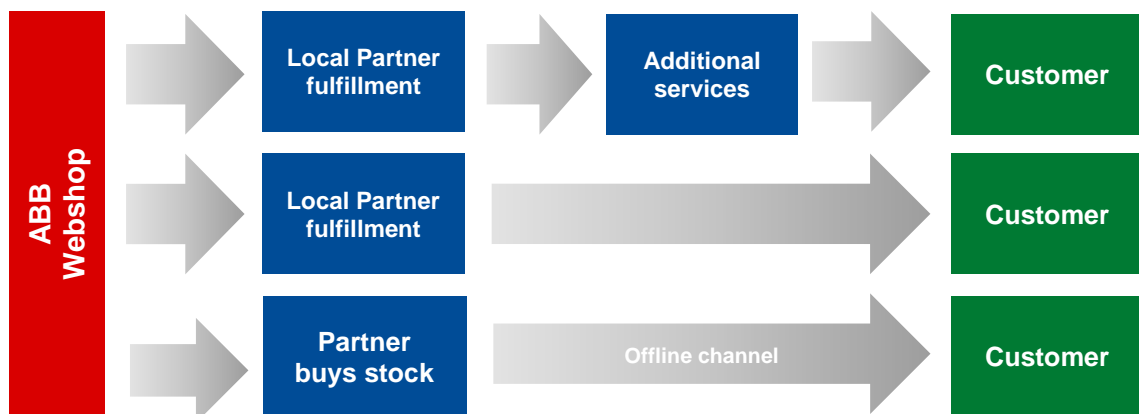 ABB
Webshop
Local Partner
fulfillment
Additional
services
Customer
Local Partner
fulfillment
Customer
Partner
buys stock
Offline channel
Customer